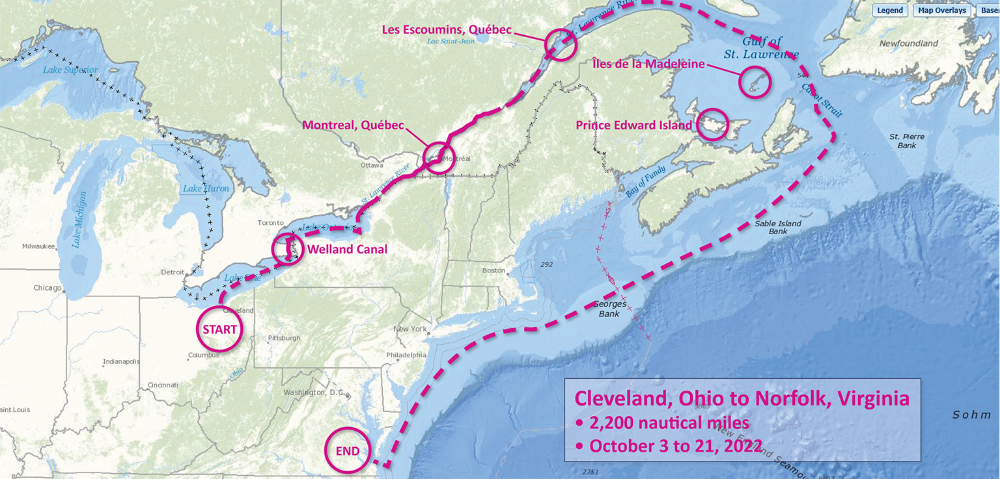 Legend
Map Overlays
Les Escoumins, Québec
Lac Saint-Jean
St. Lawrence River
Gulf of
St. Lawrence
Newfoundland
Lake Superior
Îles de la Madeleine
Cabot Strait
Montreal, Québec
Prince Edward Island
St. Pierre
Bank
Montréal
Ottawa
St. Lawrence River
Bay of Fundy
Lake Huron
Lake Michigan
Toronto
Lake Ontario
Sable Island
Bank
Milwaukee
Welland Canal
Detroit
Lake Erie
Boston
292
Chicago
Cleveland
Georges
Bank
START
New York
Pittsburgh
Columbus
Philadelphia
Indianapolis
Ohio
Cincinnati
Washington, D.C.
aint Louis
Cleveland, Ohio to Norfolk, Virginia
• 2,200 nautical miles
• October 3 to 21, 2022
Sohm
New England Seamou
END
2751